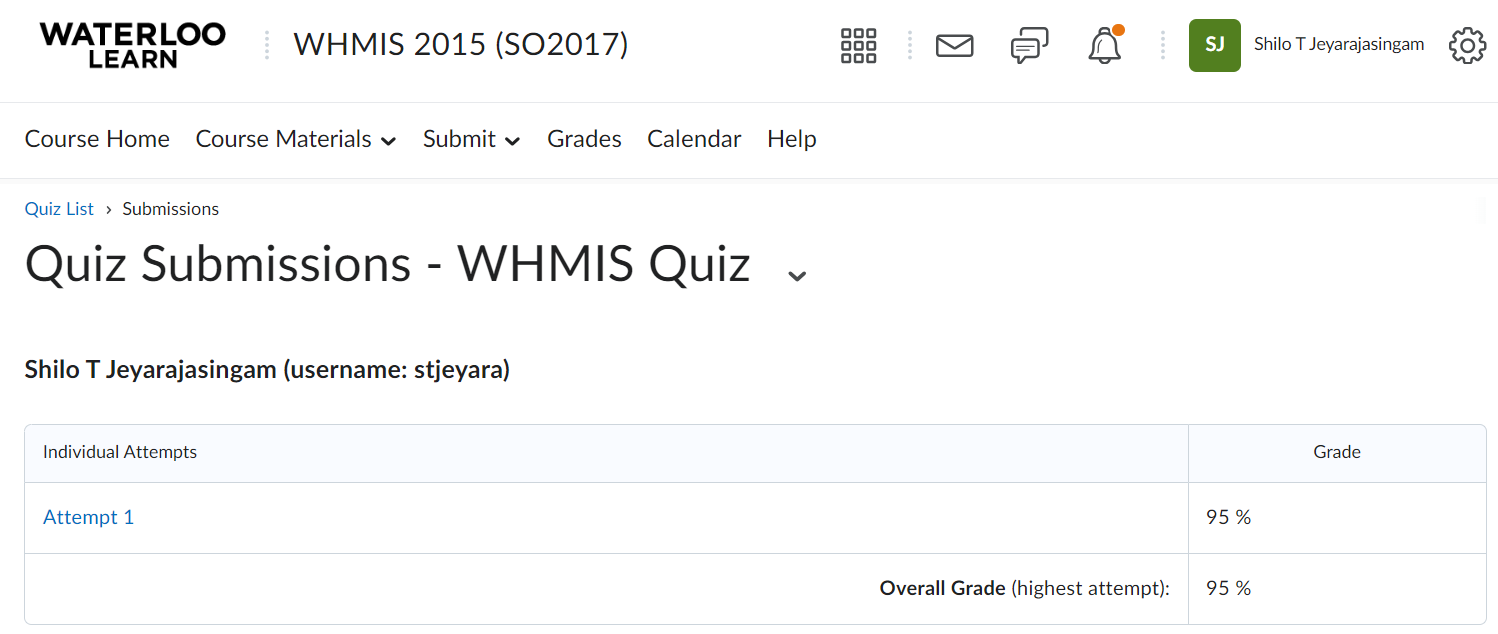 WATERLOO
LEARN
WHMIS 2015 (SO2017)
SJ
Shilo T Jeyarajasingam
Course Home Course Materials Submit Grades Calendar Help
Quiz List › Submissions
Quiz Submissions - WHMIS Quiz
Shilo T Jeyarajasingam (username: stjeyara)
Individual Attempts Grade
Attempt 1 95 %
Overall Grade (highest attempt): 95 %